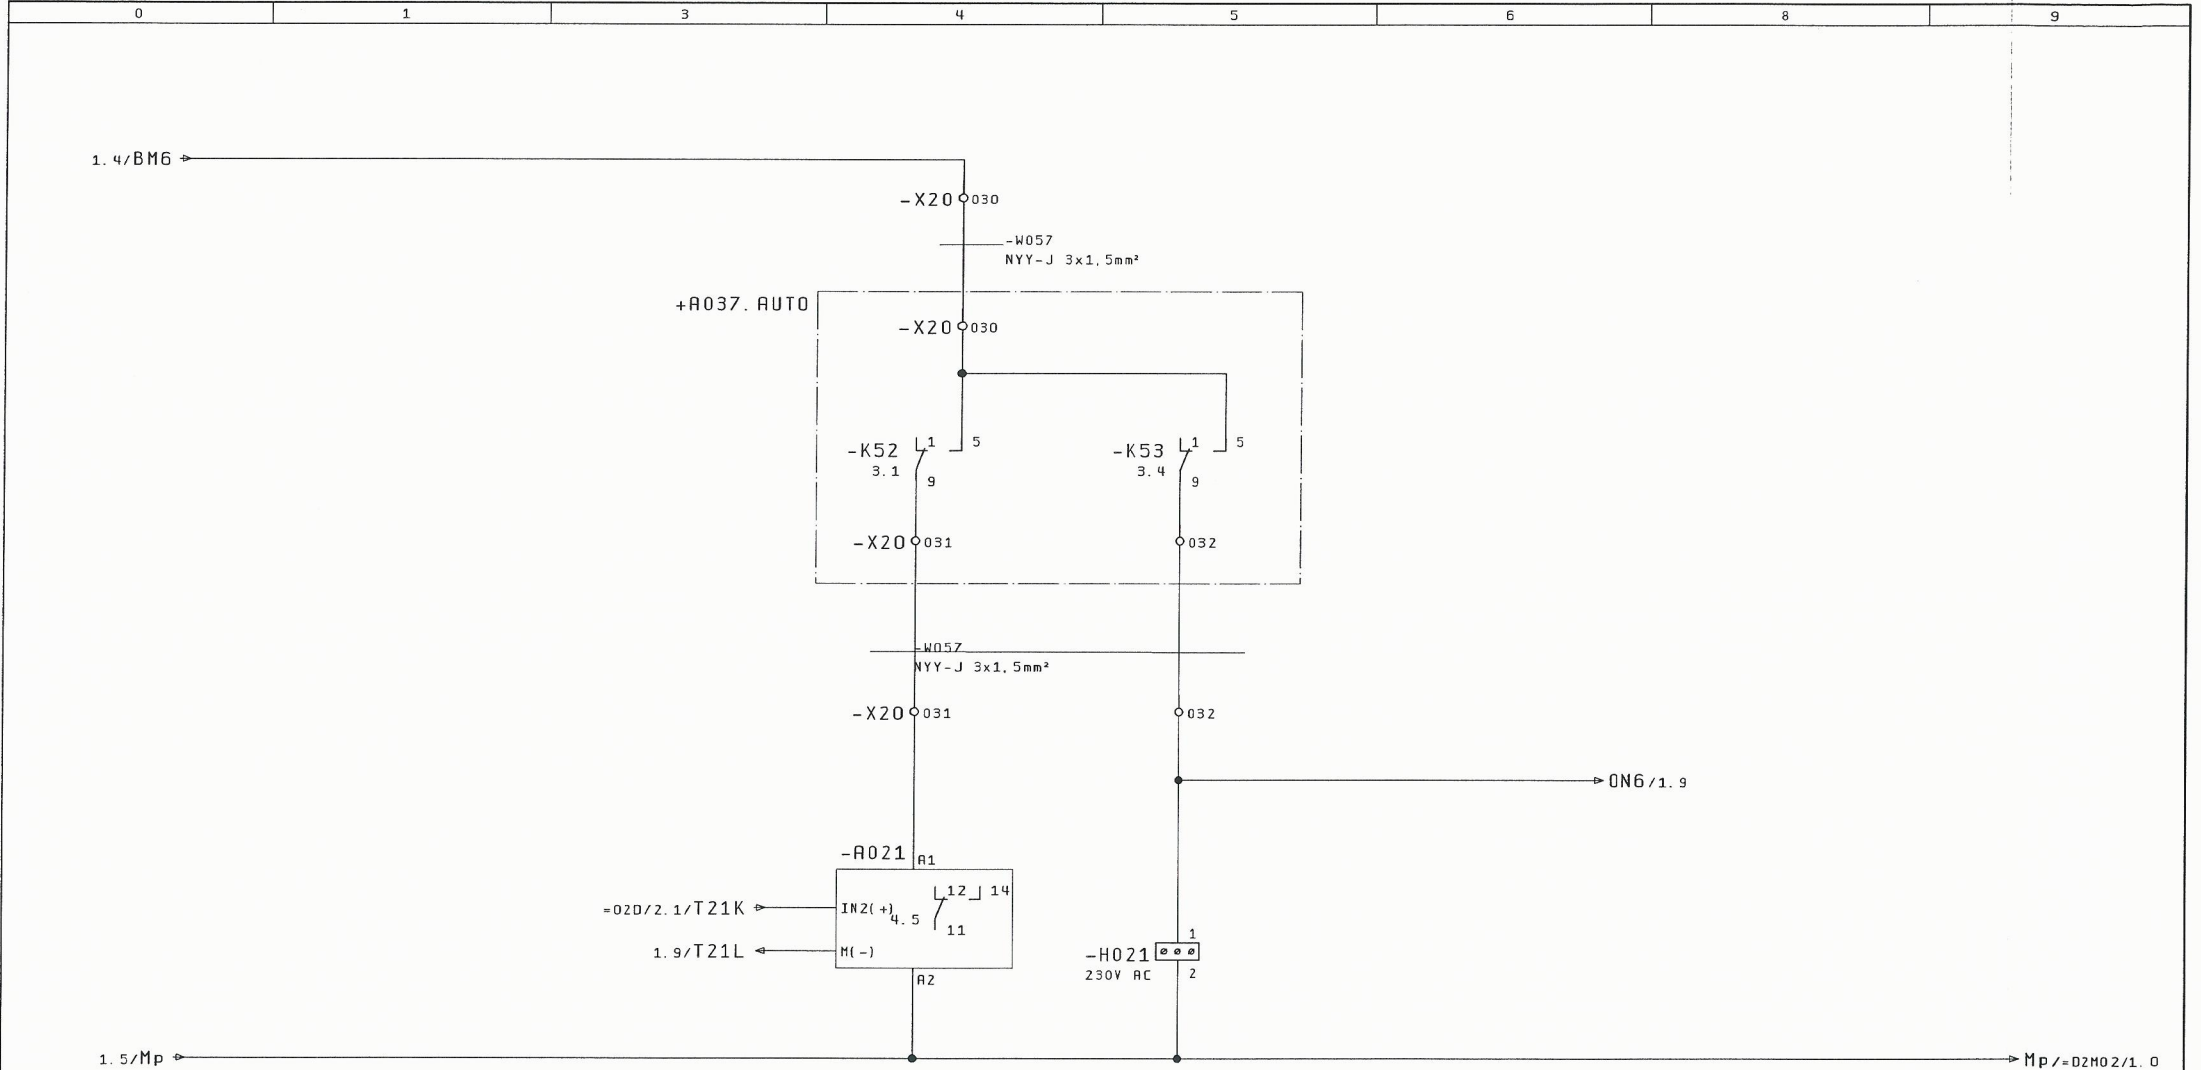 0 1 3 4 5 6 8 9
1.4/BM6
-X20 030
-W057
NYY-J 3x1,5mm²
+A037.AUTO
-X20 030
-K52 1 5
3.1
9
-K53 1 5
3.4
9
-X20 031
032
-W057
NYY-J 3x1,5mm²
-X20 031
032
ON6/1.9
-A021 A1
12 14
=02D/2.1/T21K IN2(+)
4.5
11
1.9/T21L M(-)
A2
1
-H021
230V AC 2
1.5/Mp
Mp/=D2M02/1.0